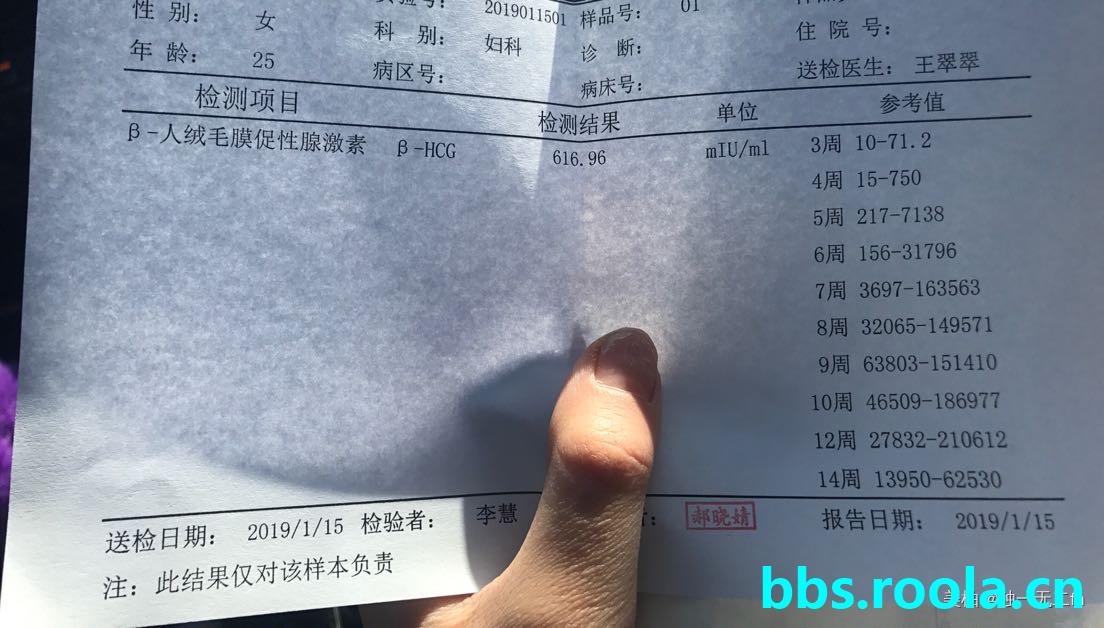 性 别： 女 2019011501 样品号： 01
年 龄： 25 科 别： 妇科 诊 断： 住 院 号：
病区号： 病床号： 送检医生： 王翠翠
检测项目 检测结果 单位 参考值
β-人绒毛膜促性腺激素 β-HCG 616.96 mIU/ml 3周 10-71.2
4周 15-750
5周 217-7138
6周 156-31796
7周 3697-163563
8周 32065-149571
9周 63803-151410
10周 46509-186977
12周 27832-210612
14周 13950-62530
送检日期： 2019/1/15 检验者： 李慧 郝晓婧 报告日期： 2019/1/15
注：此结果仅对该样本负责
bbs.roola.cn